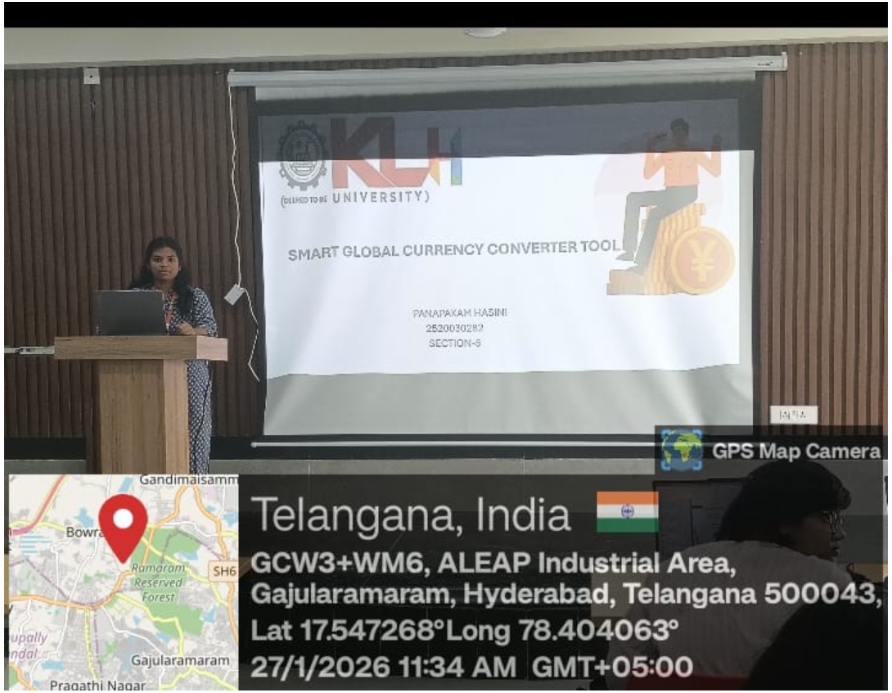 KLH
(DEEMED TO BE UNIVERSITY)
SMART GLOBAL CURRENCY CONVERTER TOOL
PANAPAKAM HASINI
2520030282
SECTION-6
GPS Map Camera
Gandimaisamm
Bowra
Ramaram
Reserved
Forest
SH6
upally
ndal
Gajularamaram
Pragathi Nagar
Telangana, India
GCW3+WM6, ALEAP Industrial Area,
Gajularamaram, Hyderabad, Telangana 500043,
Lat 17.547268° Long 78.404063°
27/1/2026 11:34 AM GMT+05:00